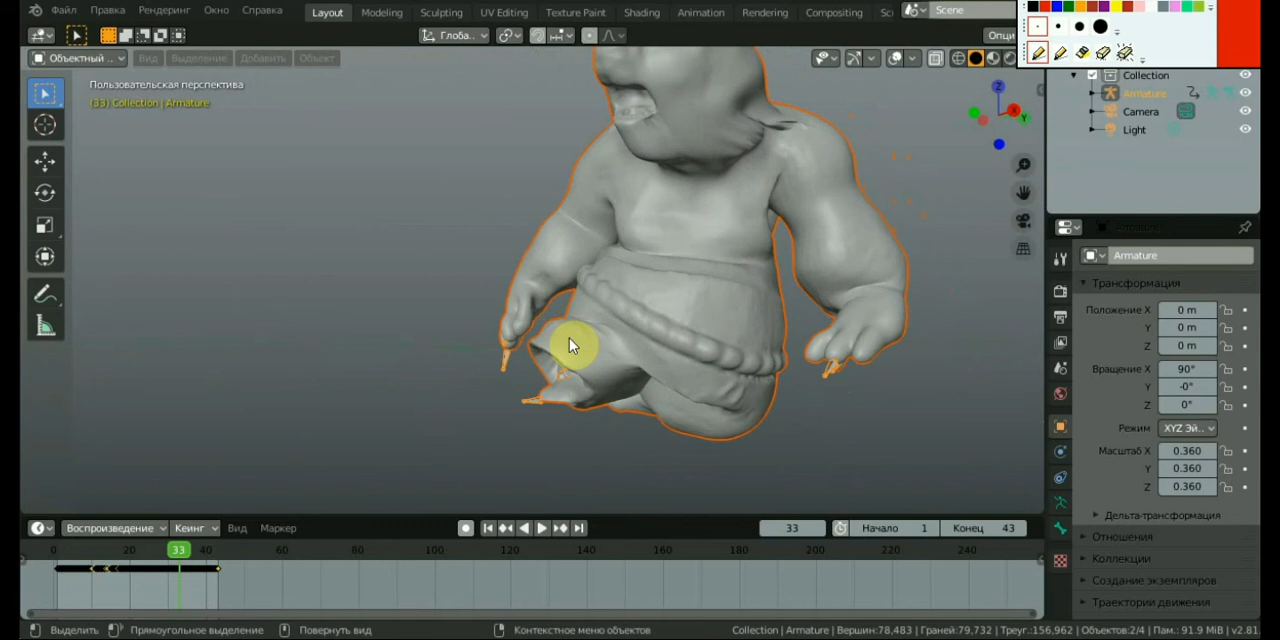 Файл Правка Рендеринг Окно Справка Layout Modeling Sculpting UV Editing Texture Paint Shading Animation Rendering Compositing Sc Scene
Глоба... Опци
Объектный ... Вид Выделение Добавить Объект
Пользовательская перспектива
(33) Collection | Armature
Z
X
Y
Collection
Armature
Camera
Light
Armature
Armature
Трансформация
Положение X 0 m
Y 0 m
Z 0 m
Вращение X 90°
Y -0°
Z 0°
Режим XYZ Эй...
Масштаб X 0.360
Y 0.360
Z 0.360
Дельта-трансформация
Отношения
Коллекции
Создание экземпляров
Траектории движения
Воспроизведение Кеинг Вид Маркер 33 Начало 1 Конец 43
0 20 33 40 60 80 100 120 140 160 180 200 220 240
Выделить Прямоугольное выделение Повернуть вид Контекстное меню объектов Collection | Armature | Вершин:78,483 | Граней:79,732 | Треуг.:156,962 | Объектов:2/4 | Пам.: 91.9 MiB | v2.81.